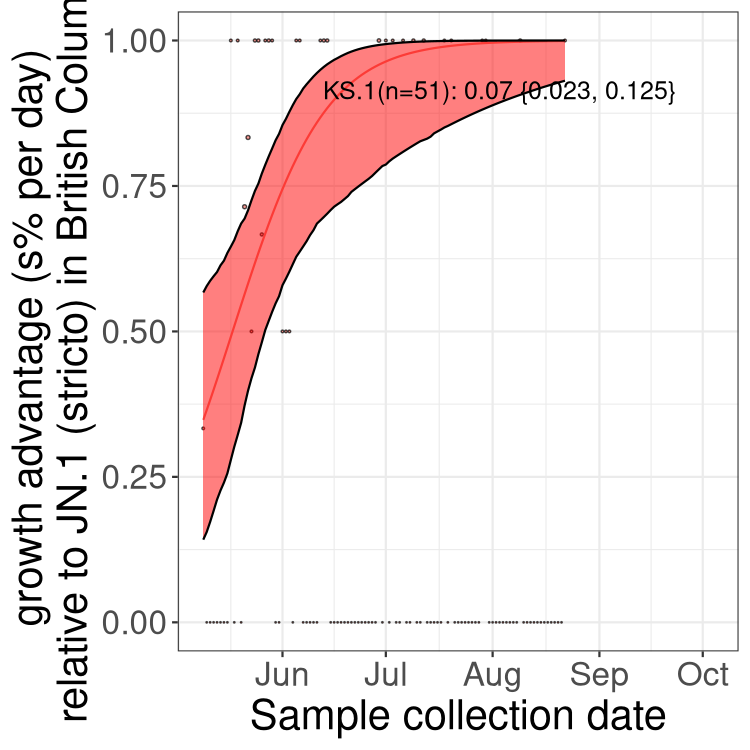 growth advantage (s% per day)
relative to JN.1 (stricto) in British Colum
1.00
0.75
0.50
0.25
0.00
KS.1(n=51): 0.07 {0.023, 0.125}
Jun Jul Aug Sep Oct
Sample collection date